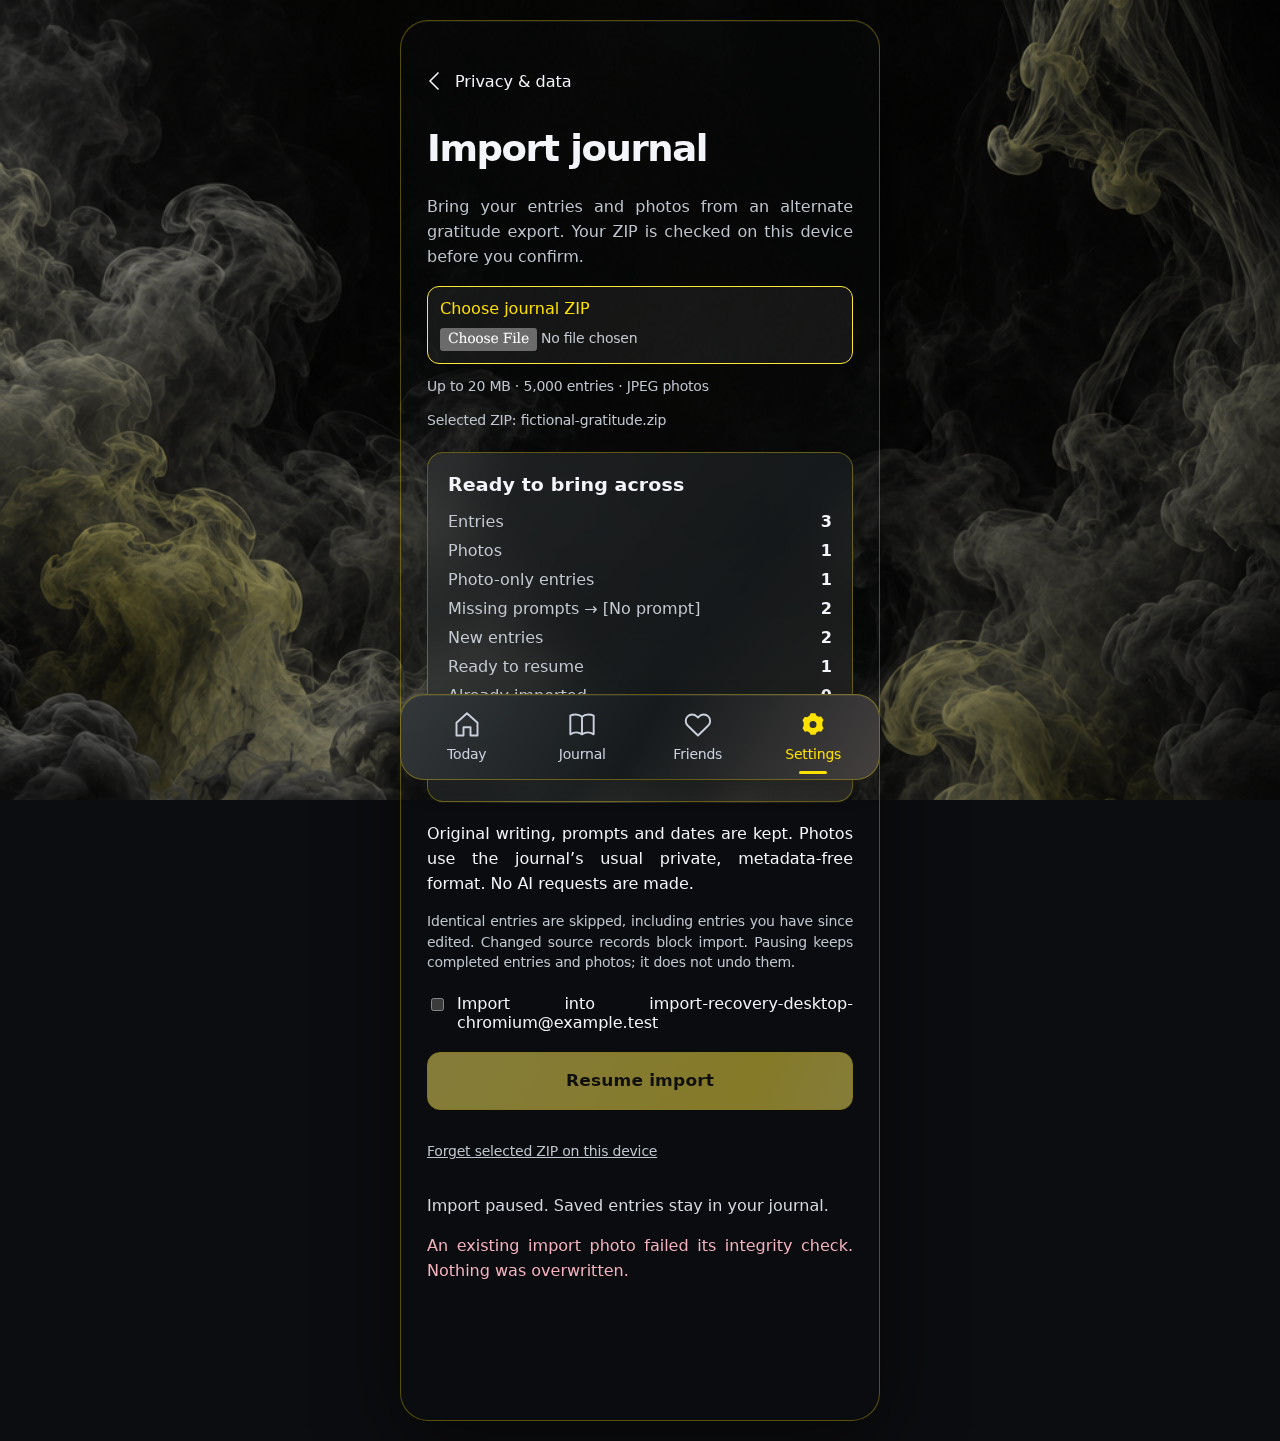 Privacy & data
Import journal
Bring your entries and photos from an alternate
gratitude export. Your ZIP is checked on this device
before you confirm.
Choose journal ZIP
Choose File No file chosen
Up to 20 MB · 5,000 entries · JPEG photos
Selected ZIP: fictional-gratitude.zip
Ready to bring across
Entries 3
Photos 1
Photo-only entries 1
Missing prompts → [No prompt] 2
New entries 2
Ready to resume 1
Already imported 0
Today Journal Friends Settings
Original writing, prompts and dates are kept. Photos
use the journal’s usual private, metadata-free
format. No AI requests are made.
Identical entries are skipped, including entries you have since
edited. Changed source records block import. Pausing keeps
completed entries and photos; it does not undo them.
Import into import-recovery-desktop-
chromium@example.test
Resume import
Forget selected ZIP on this device
Import paused. Saved entries stay in your journal.
An existing import photo failed its integrity check.
Nothing was overwritten.